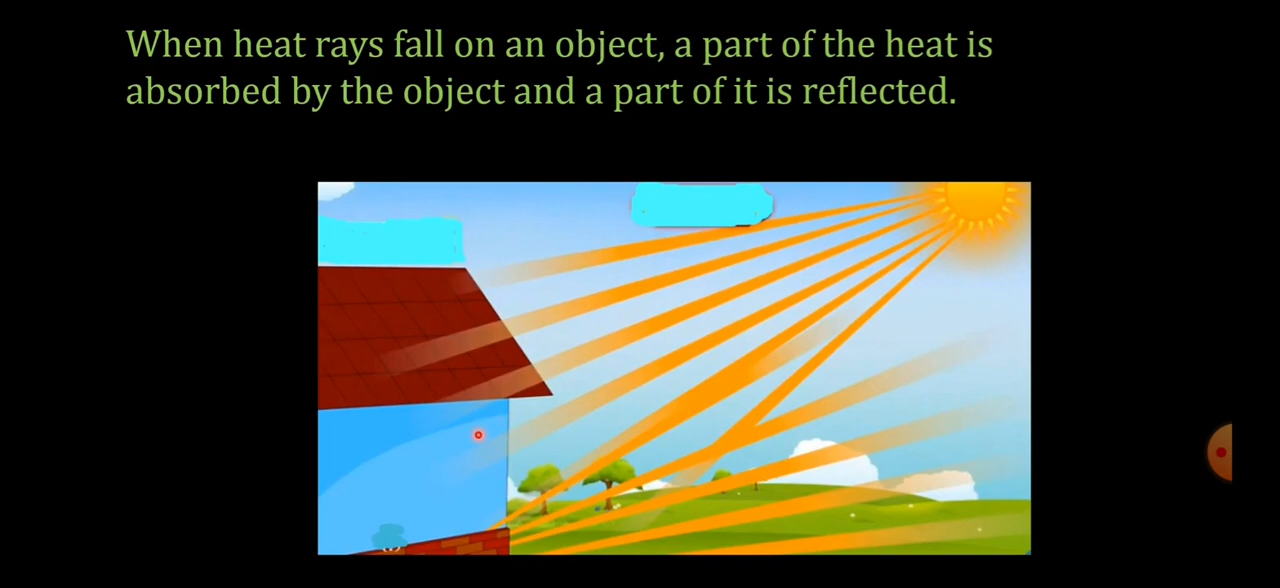 When heat rays fall on an object, a part of the heat is
absorbed by the object and a part of it is reflected.